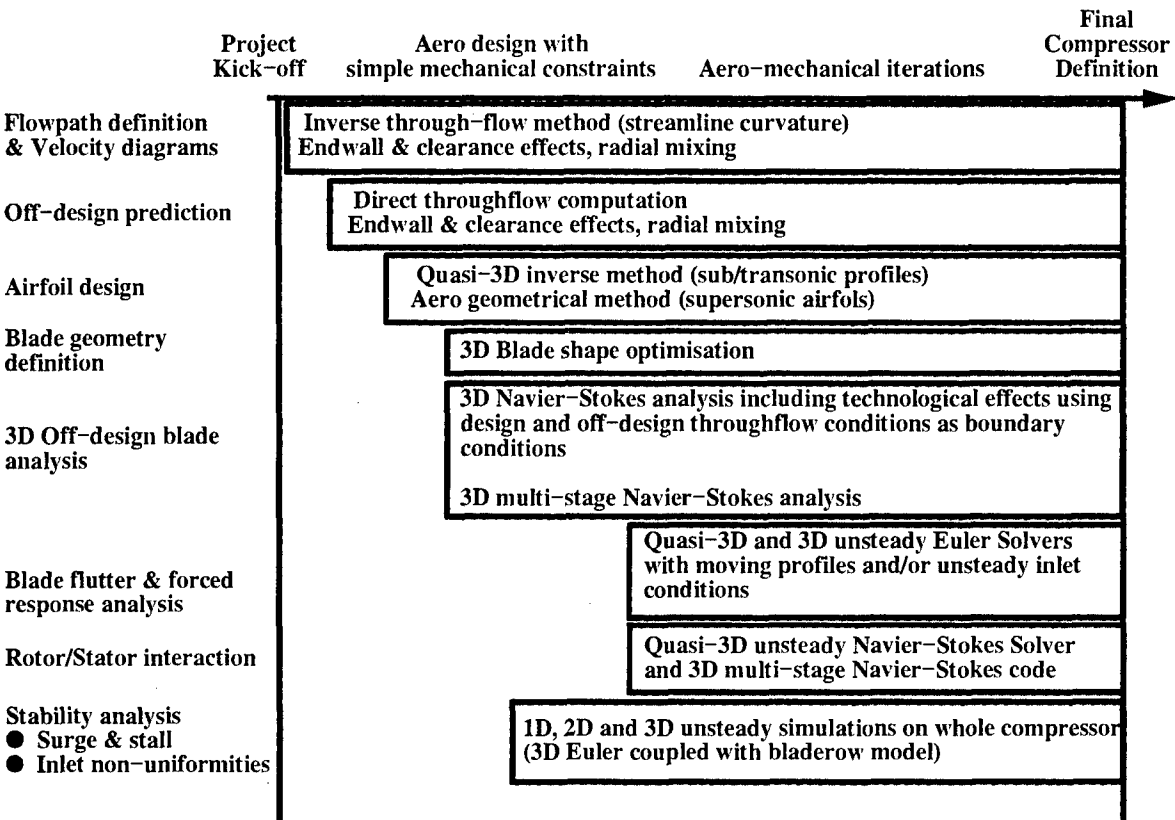 Project
Kick-off
Aero design with
simple mechanical constraints
Aero-mechanical iterations
Final
Compressor
Definition
Flowpath definition
& Velocity diagrams
Inverse through-flow method (streamline curvature)
Endwall & clearance effects, radial mixing
Off-design prediction
Direct throughflow computation
Endwall & clearance effects, radial mixing
Airfoil design
Quasi-3D inverse method (sub/transonic profiles)
Aero geometrical method (supersonic airfols)
Blade geometry
definition
3D Blade shape optimisation
3D Off-design blade
analysis
3D Navier-Stokes analysis including technological effects using
design and off-design throughflow conditions as boundary
conditions
3D multi-stage Navier-Stokes analysis
Blade flutter & forced
response analysis
Quasi-3D and 3D unsteady Euler Solvers
with moving profiles and/or unsteady inlet
conditions
Rotor/Stator interaction
Quasi-3D unsteady Navier-Stokes Solver
and 3D multi-stage Navier-Stokes code
Stability analysis
● Surge & stall
● Inlet non-uniformities
1D, 2D and 3D unsteady simulations on whole compressor
(3D Euler coupled with bladerow model)